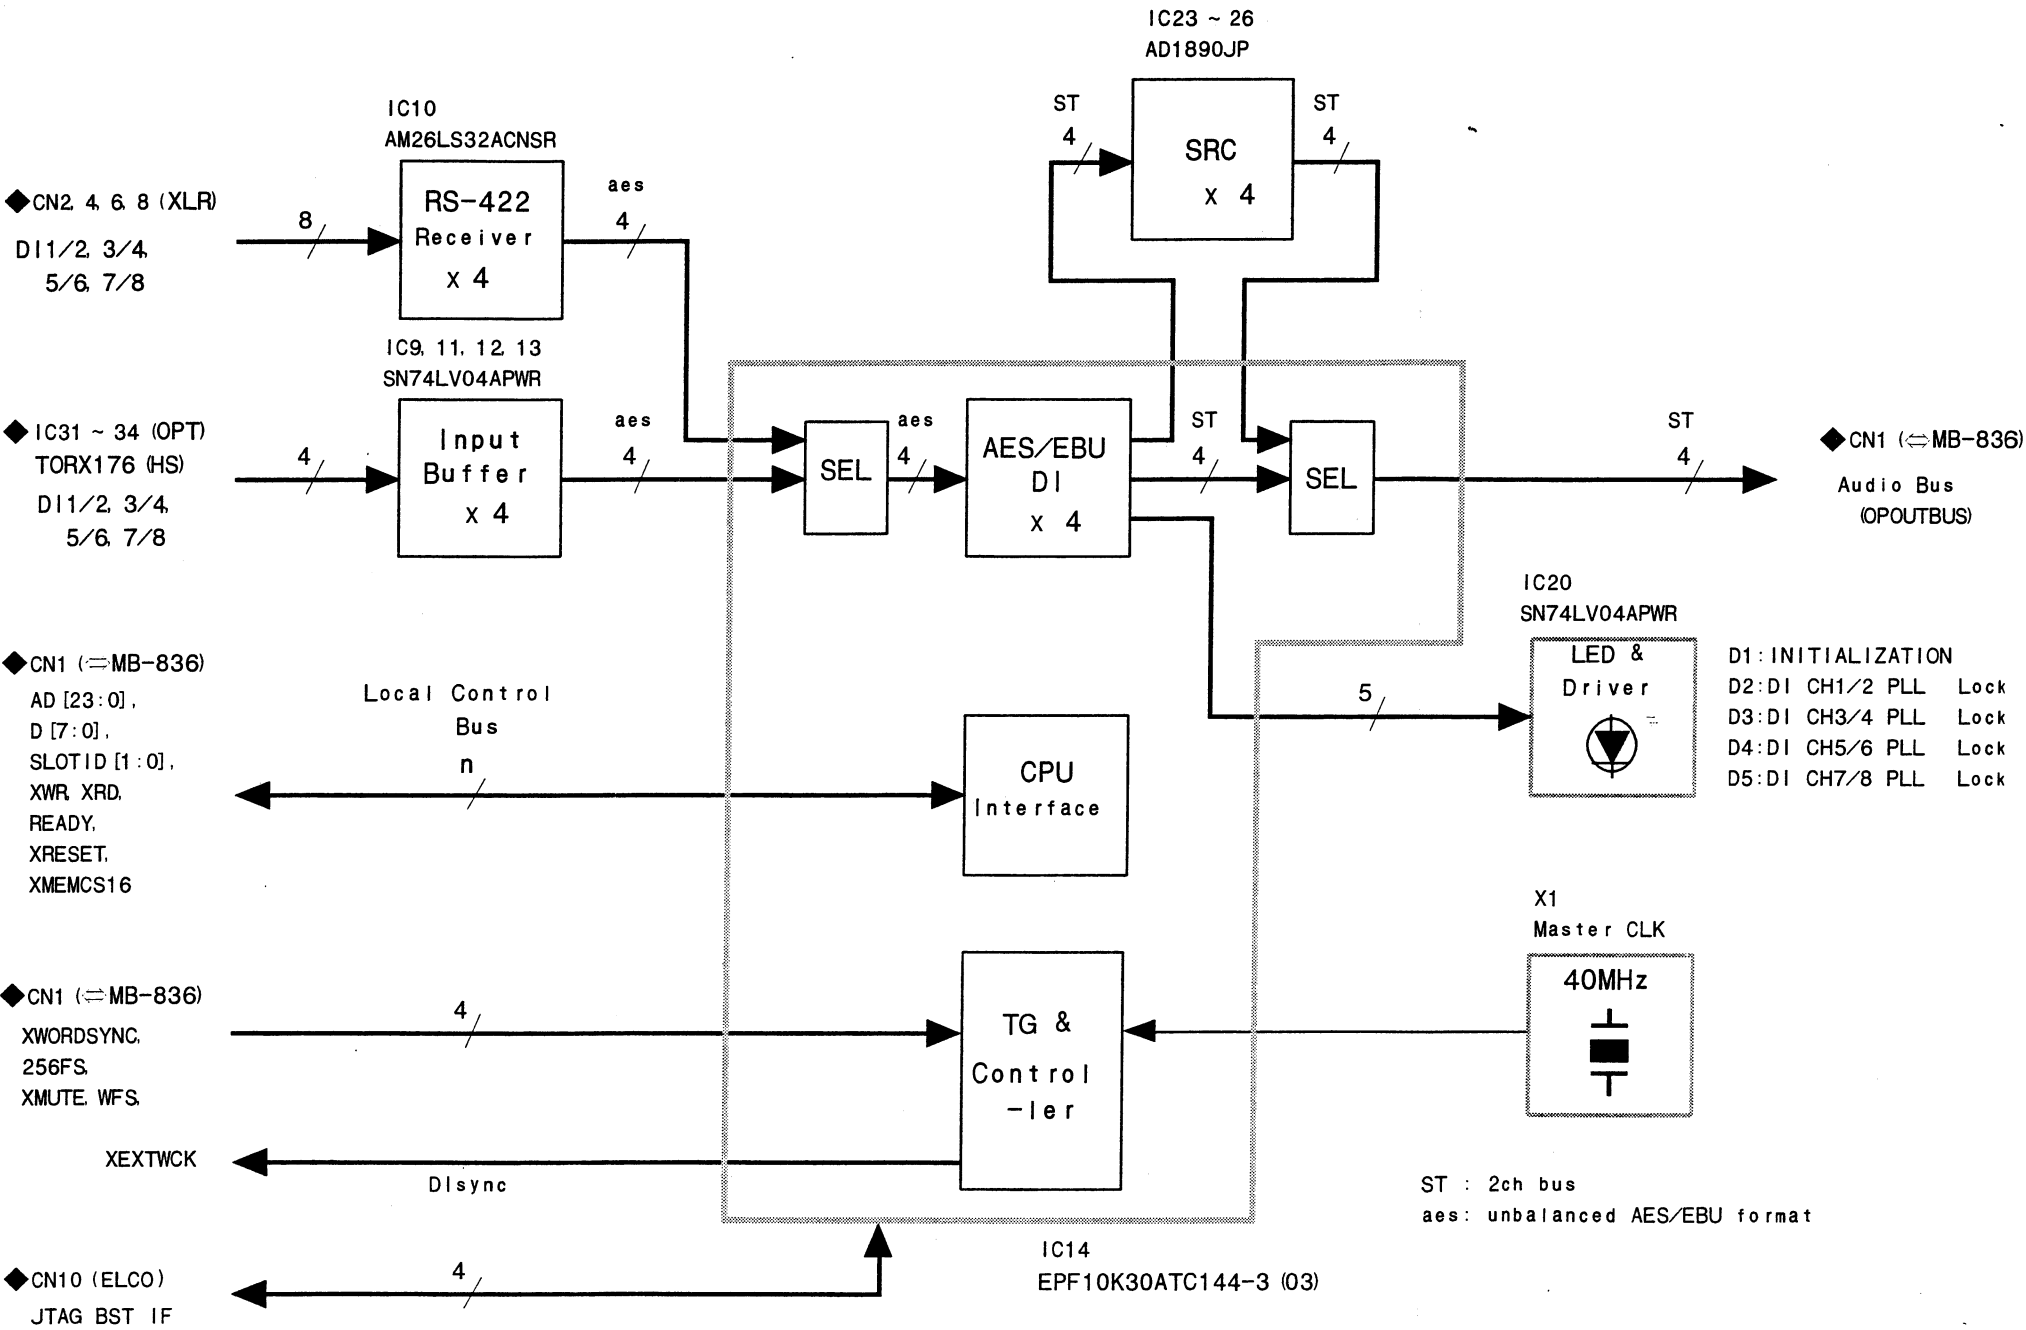 IC23 ~ 26
AD1890JP
ST
4
SRC
x 4
ST
4
IC10
AM26LS32ACNSR
◆CN2, 4, 6, 8 (XLR)
DI1/2, 3/4,
5/6, 7/8
8
RS-422
Receiver
x 4
aes
4
IC9, 11, 12, 13
SN74LV04APWR
◆IC31 ~ 34 (OPT)
TORX176 (HS)
DI1/2, 3/4,
5/6, 7/8
4
Input
Buffer
x 4
aes
4
SEL
aes
4
AES/EBU
DI
x 4
ST
4
SEL
ST
4
◆CN1 (⇔MB-836)
Audio Bus
(OPOUTBUS)
IC20
SN74LV04APWR
5
LED &
Driver
D1:INITIALIZATION
D2:DI CH1/2 PLL Lock
D3:DI CH3/4 PLL Lock
D4:DI CH5/6 PLL Lock
D5:DI CH7/8 PLL Lock
◆CN1 (⇔MB-836)
AD [23:0],
D [7:0],
SLOTID [1:0],
XWR, XRD,
READY,
XRESET,
XMEMCS16
Local Control
Bus
n
CPU
Interface
X1
Master CLK
40MHz
◆CN1 (⇔MB-836)
XWORDSYNC,
256FS,
XMUTE, WFS,
4
TG &
Control
-ler
XEXTWCK
DIsync
ST : 2ch bus
aes: unbalanced AES/EBU format
IC14
EPF10K30ATC144-3 (03)
◆CN10 (ELCO)
JTAG BST IF
4